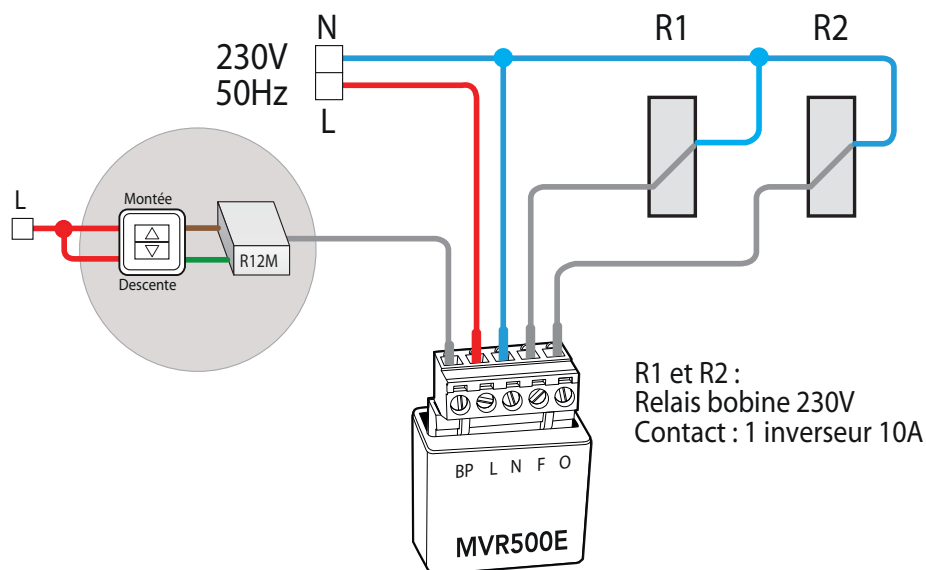 N
R1
R2
230V
50Hz
L
L
Montée
R12M
Descente
R1 et R2 :
Relais bobine 230V
Contact : 1 inverseur 10A
BP L N F O
MVR500E